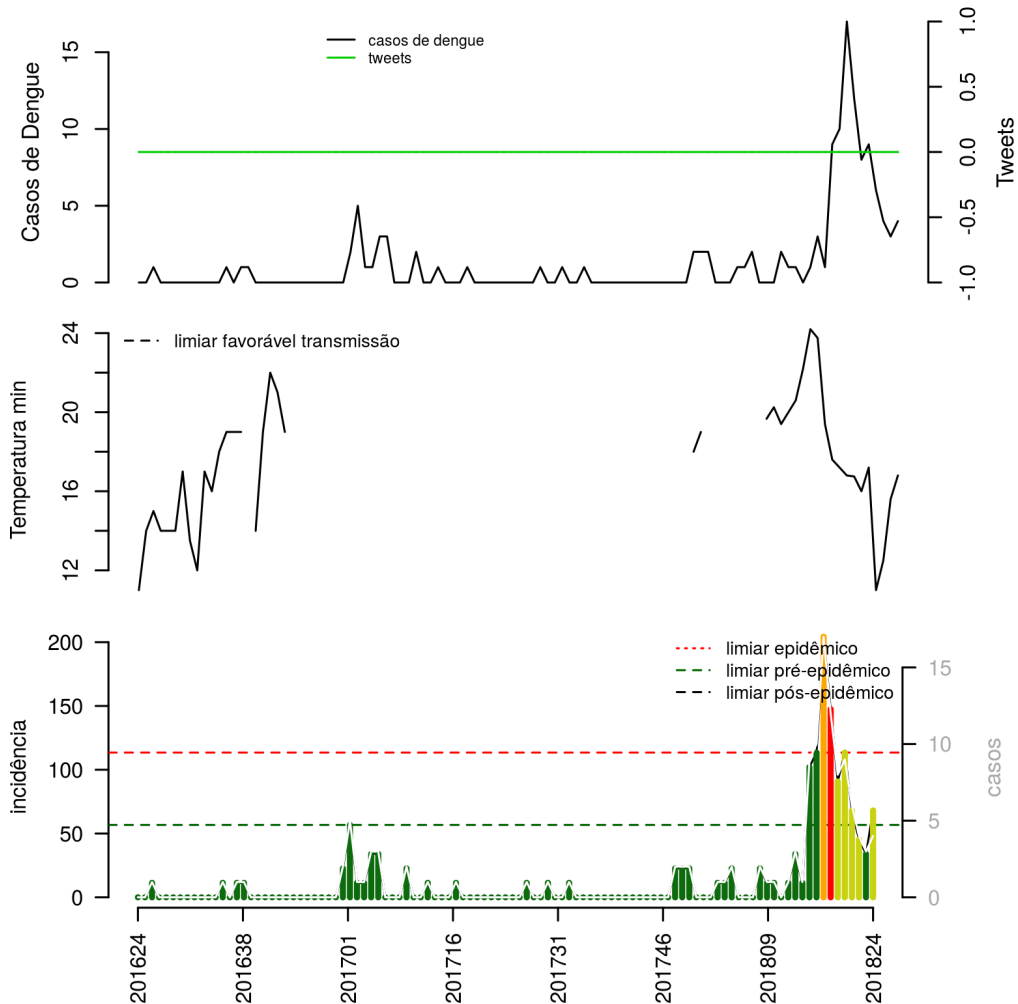 casos de dengue
tweets
Casos de Dengue
0
5
10
15
Tweets
-1.0
-0.5
0.0
0.5
1.0
limiar favorável transmissão
Temperatura min
12
16
20
24
limiar epidêmico
limiar pré-epidêmico
limiar pós-epidêmico
incidência
0
50
100
150
200
casos
0
5
10
15
201624
201638
201701
201716
201731
201746
201809
201824